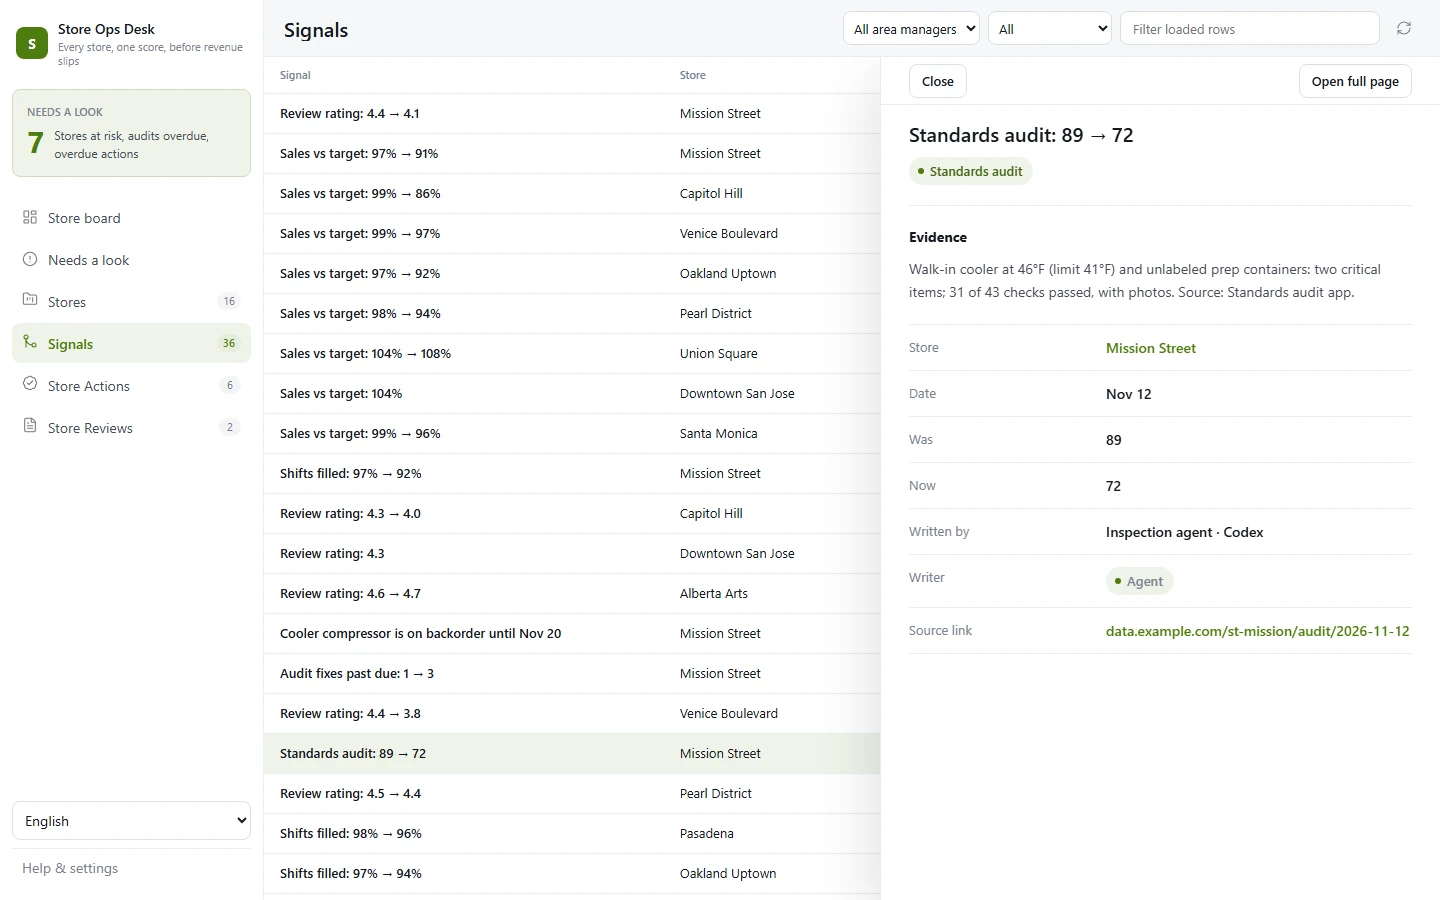 S
Store Ops Desk
Every store, one score, before revenue
slips
NEEDS A LOOK
7
Stores at risk, audits overdue,
overdue actions
Store board
Needs a look
Stores 16
Signals 36
Store Actions 6
Store Reviews 2
English
Help & settings
Signals
All area managers
All
Filter loaded rows
Signal Store
Review rating: 4.4 → 4.1 Mission Street
Sales vs target: 97% → 91% Mission Street
Sales vs target: 99% → 86% Capitol Hill
Sales vs target: 99% → 97% Venice Boulevard
Sales vs target: 97% → 92% Oakland Uptown
Sales vs target: 98% → 94% Pearl District
Sales vs target: 104% → 108% Union Square
Sales vs target: 104% Downtown San Jose
Sales vs target: 99% → 96% Santa Monica
Shifts filled: 97% → 92% Mission Street
Review rating: 4.3 → 4.0 Capitol Hill
Review rating: 4.3 Downtown San Jose
Review rating: 4.6 → 4.7 Alberta Arts
Cooler compressor is on backorder until Nov 20 Mission Street
Audit fixes past due: 1 → 3 Mission Street
Review rating: 4.4 → 3.8 Venice Boulevard
Standards audit: 89 → 72 Mission Street
Review rating: 4.5 → 4.4 Pearl District
Shifts filled: 98% → 96% Pasadena
Shifts filled: 97% → 94% Oakland Uptown
Close
Open full page
Standards audit: 89 → 72
Standards audit
Evidence
Walk-in cooler at 46°F (limit 41°F) and unlabeled prep containers: two critical
items; 31 of 43 checks passed, with photos. Source: Standards audit app.
Store Mission Street
Date Nov 12
Was 89
Now 72
Written by Inspection agent · Codex
Writer Agent
Source link data.example.com/st-mission/audit/2026-11-12